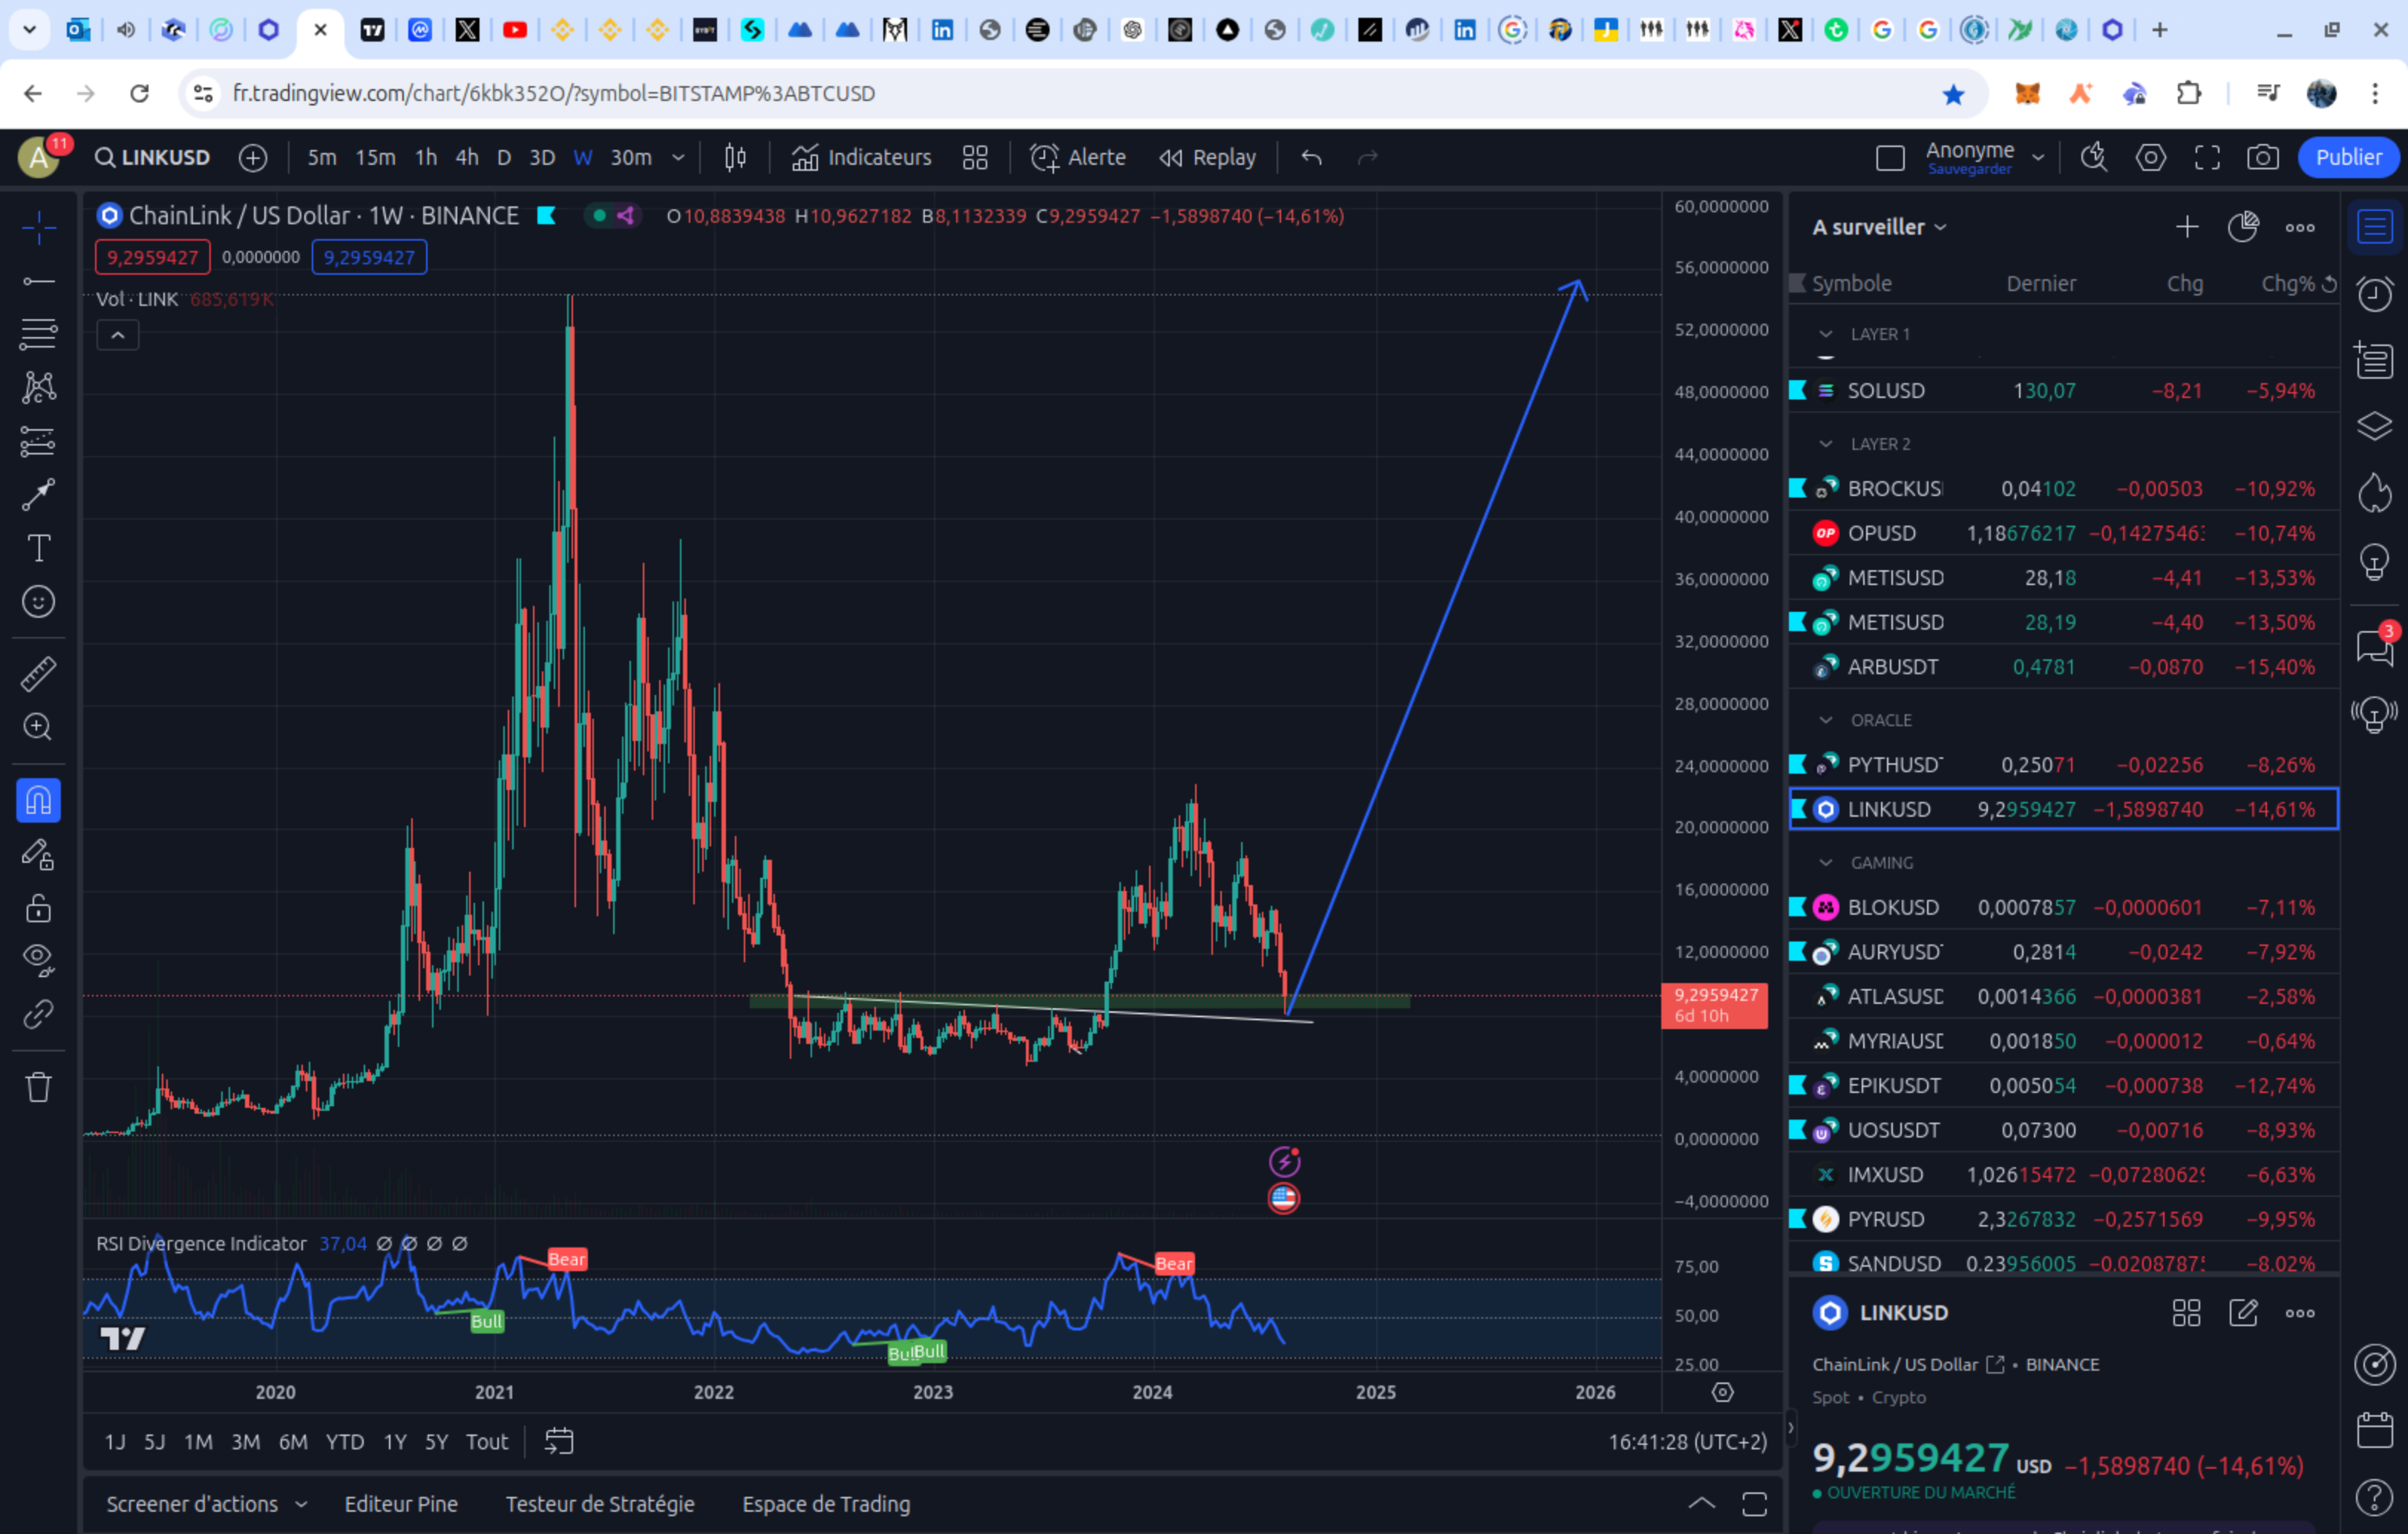 fr.tradingview.com/chart/6kbk352O/?symbol=BITSTAMP%3ABTCUSD
A 11 LINKUSD 5m 15m 1h 4h D 3D W 30m Indicateurs Alerte Replay Anonyme Sauvegarder Publier
ChainLink / US Dollar · 1W · BINANCE O10,8839438 H10,9627182 B8,1132339 C9,2959427 −1,5898740 (−14,61%)
9,2959427 0,0000000 9,2959427
Vol · LINK 685,619K
60,0000000
56,0000000
52,0000000
48,0000000
44,0000000
40,0000000
36,0000000
32,0000000
28,0000000
24,0000000
20,0000000
16,0000000
12,0000000
9,2959427
6d 10h
4,0000000
0,0000000
−4,0000000
RSI Divergence Indicator 37,04 Ø Ø Ø Ø
Bear
Bull
Bull
Bull
Bear
75,00
50,00
25,00
2020 2021 2022 2023 2024 2025 2026
1J 5J 1M 3M 6M YTD 1Y 5Y Tout 16:41:28 (UTC+2)
Screener d'actions Editeur Pine Testeur de Stratégie Espace de Trading
A surveiller
Symbole Dernier Chg Chg%
LAYER 1
SOLUSD 130,07 −8,21 −5,94%
LAYER 2
BROCKUS 0,04102 −0,00503 −10,92%
OPUSD 1,18676217 −0,1427546 −10,74%
METISUSD 28,18 −4,41 −13,53%
METISUSD 28,19 −4,40 −13,50%
ARBUSDT 0,4781 −0,0870 −15,40%
ORACLE
PYTHUSD 0,25071 −0,02256 −8,26%
LINKUSD 9,2959427 −1,5898740 −14,61%
GAMING
BLOKUSD 0,0007857 −0,0000601 −7,11%
AURYUSD 0,2814 −0,0242 −7,92%
ATLASUSD 0,0014366 −0,0000381 −2,58%
MYRIAUSD 0,001850 −0,000012 −0,64%
EPIKUSDT 0,005054 −0,000738 −12,74%
UOSUSDT 0,07300 −0,00716 −8,93%
IMXUSD 1,02615472 −0,0728062 −6,63%
PYRUSD 2,3267832 −0,2571569 −9,95%
SANDUSD 0,23956005 −0,0208787 −8,02%
LINKUSD
ChainLink / US Dollar • BINANCE
Spot • Crypto
9,2959427 USD −1,5898740 (−14,61%)
OUVERTURE DU MARCHÉ
3